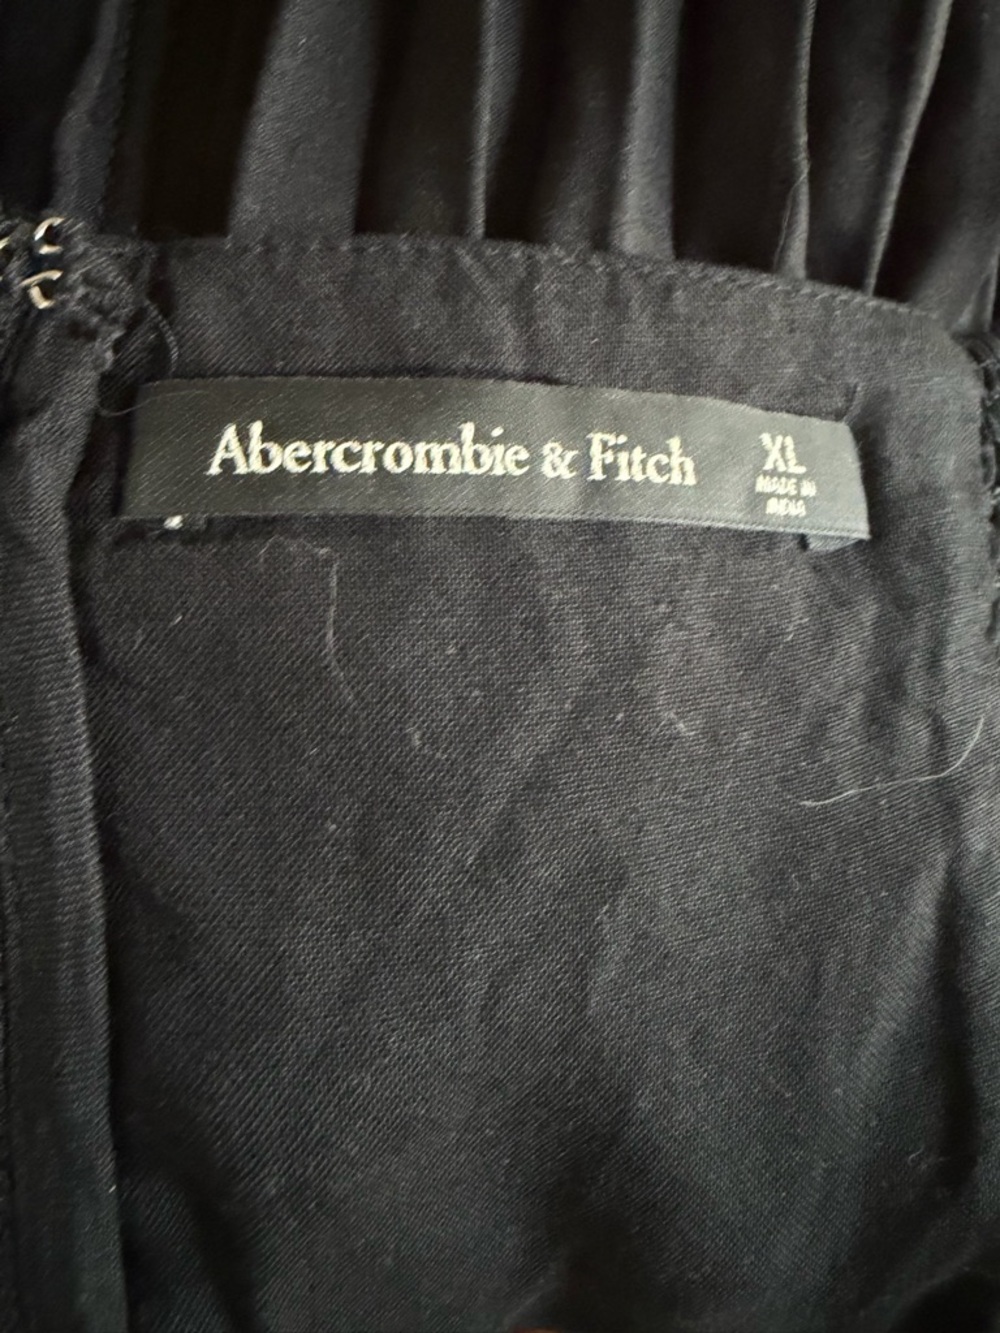 Abercrombie & Fitch
XL
MADE IN
INDIA